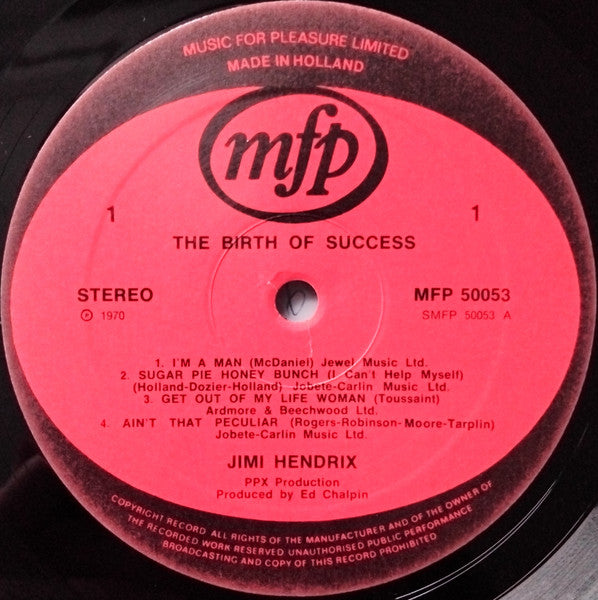 MUSIC FOR PLEASURE LIMITED
MADE IN HOLLAND
mfp
1 1
THE BIRTH OF SUCCESS
STEREO MFP 50053
℗ 1970 SMFP 50053 A
1. I'M A MAN (McDaniel) Jewel Music Ltd.
2. SUGAR PIE HONEY BUNCH (I Can't Help Myself)
(Holland-Dozier-Holland) Jobete-Carlin Music Ltd.
3. GET OUT OF MY LIFE WOMAN (Toussaint)
Ardmore & Beechwood Ltd.
4. AIN'T THAT PECULIAR (Rogers-Robinson-Moore-Tarplin)
Jobete-Carlin Music Ltd.
JIMI HENDRIX
PPX Production
Produced by Ed Chalpin
COPYRIGHT RECORD ALL RIGHTS OF THE MANUFACTURER AND OF THE OWNER OF
THE RECORDED WORK RESERVED UNAUTHORISED PUBLIC PERFORMANCE
BROADCASTING AND COPY OF THIS RECORD PROHIBITED